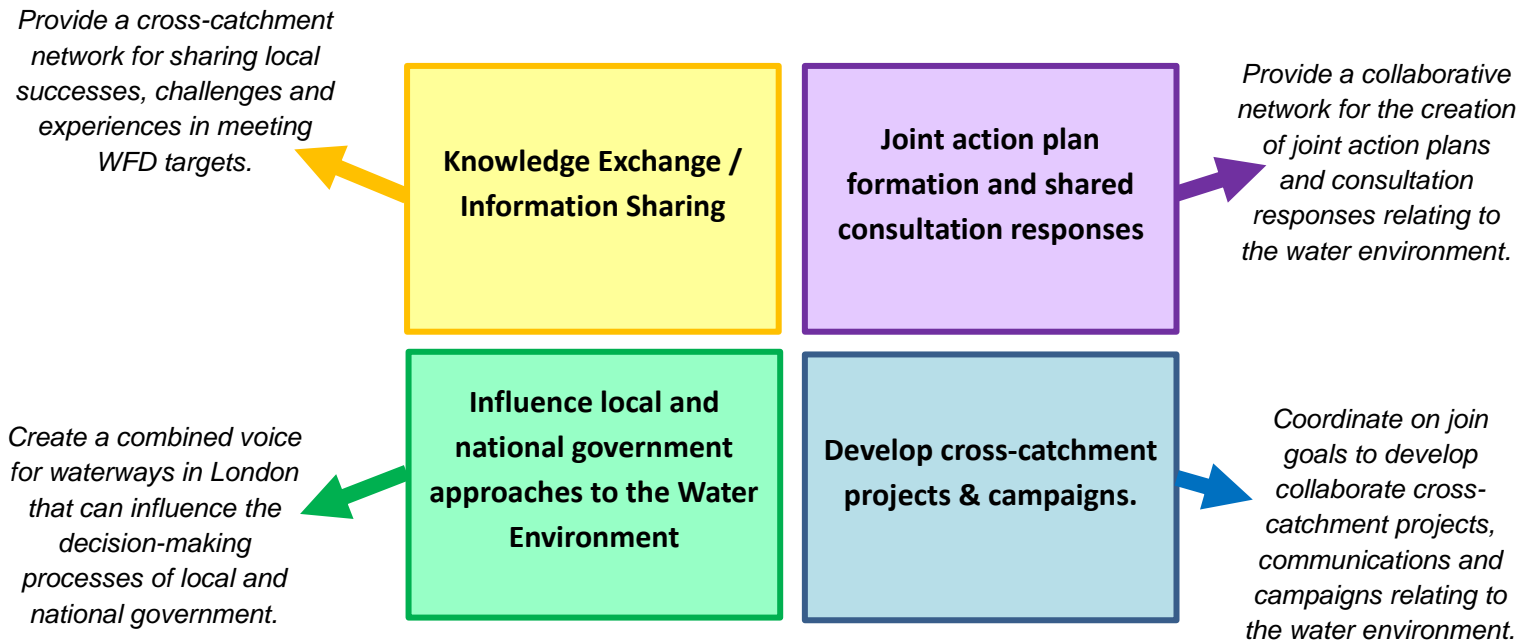 Provide a cross-catchment
network for sharing local
successes, challenges and
experiences in meeting
WFD targets.
Knowledge Exchange /
Information Sharing
Joint action plan
formation and shared
consultation responses
Provide a collaborative
network for the creation
of joint action plans
and consultation
responses relating to
the water environment.
Create a combined voice
for waterways in London
that can influence the
decision-making
processes of local and
national government.
Influence local and
national government
approaches to the Water
Environment
Develop cross-catchment
projects & campaigns.
Coordinate on join
goals to develop
collaborate cross-
catchment projects,
communications and
campaigns relating to
the water environment.